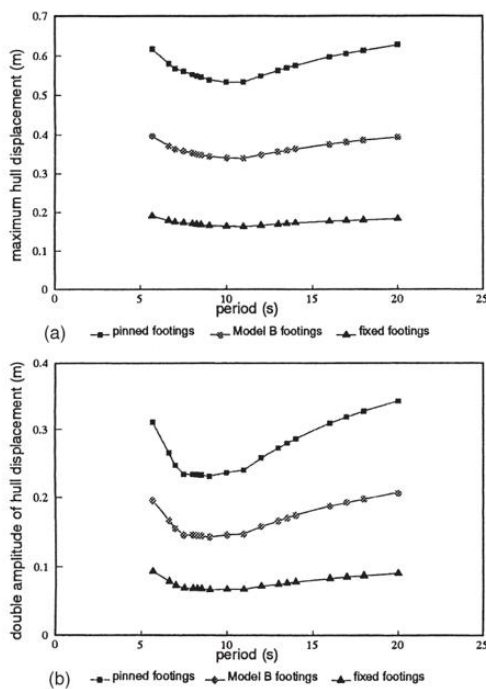 (a)
maximum hull displacement (m)
0.7
0.6
0.5
0.4
0.3
0.2
0.1
0
0 5 10 15 20 25
period (s)
pinned footings Model B footings fixed footings
(b)
double amplitude of hull displacement (m)
0.4
0.3
0.2
0.1
0
0 5 10 15 20 25
period (s)
pinned footings Model B footings fixed footings